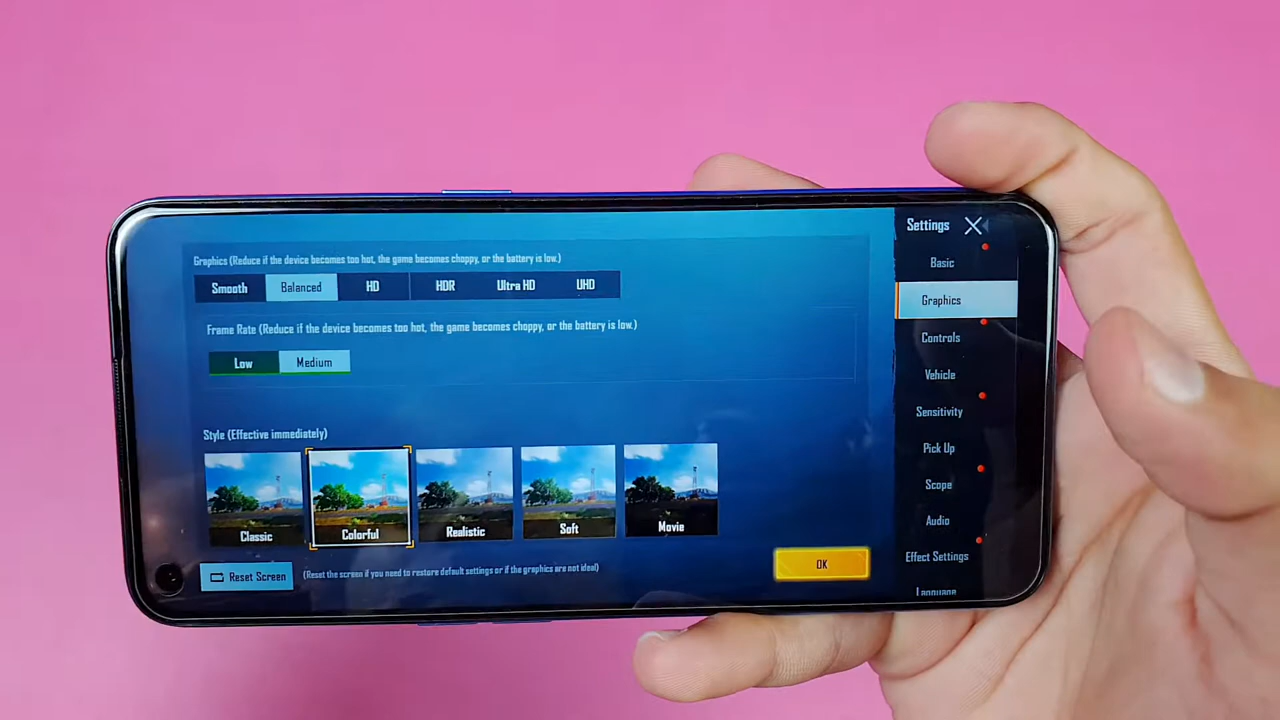 Graphics (Reduce if the device becomes too hot, the game becomes choppy, or the battery is low.)
Smooth Balanced HD HDR Ultra HD UHD
Frame Rate (Reduce if the device becomes too hot, the game becomes choppy, or the battery is low.)
Low Medium
Style (Effective immediately)
Classic Colorful Realistic Soft Movie
Reset Screen (Reset the screen if you need to restore default settings or if the graphics are not ideal)
OK
Settings
Basic
Graphics
Controls
Vehicle
Sensitivity
Pick Up
Scope
Audio
Effect Settings
Language